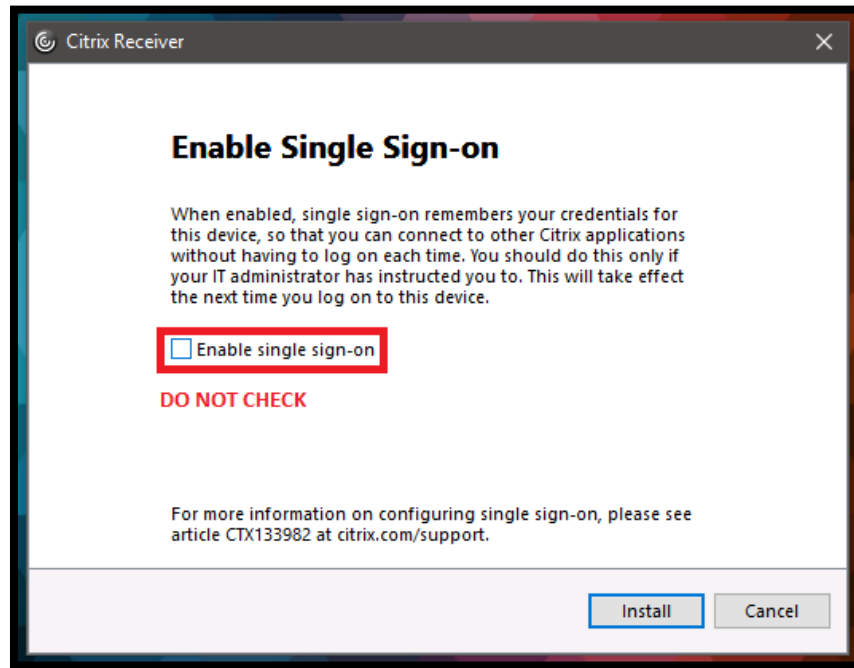 Citrix Receiver
Enable Single Sign-on
When enabled, single sign-on remembers your credentials for
this device, so that you can connect to other Citrix applications
without having to log on each time. You should do this only if
your IT administrator has instructed you to. This will take effect
the next time you log on to this device.
Enable single sign-on
DO NOT CHECK
For more information on configuring single sign-on, please see
article CTX133982 at citrix.com/support.
Install Cancel